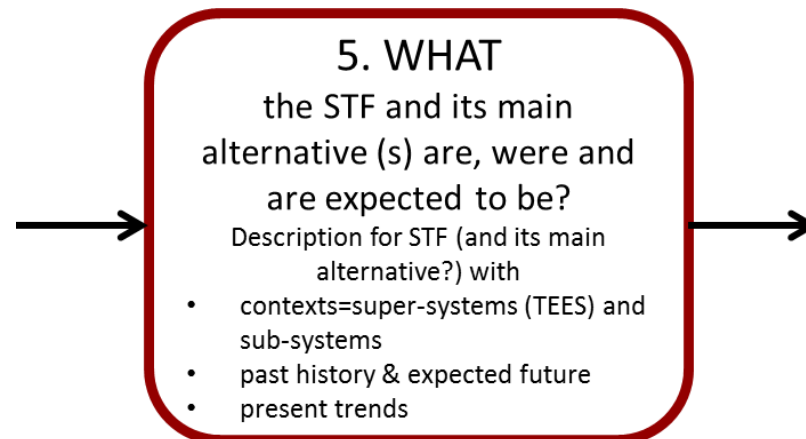 5. WHAT
the STF and its main
alternative (s) are, were and
are expected to be?
Description for STF (and its main
alternative?) with
• contexts=super-systems (TEES) and
sub-systems
• past history & expected future
• present trends